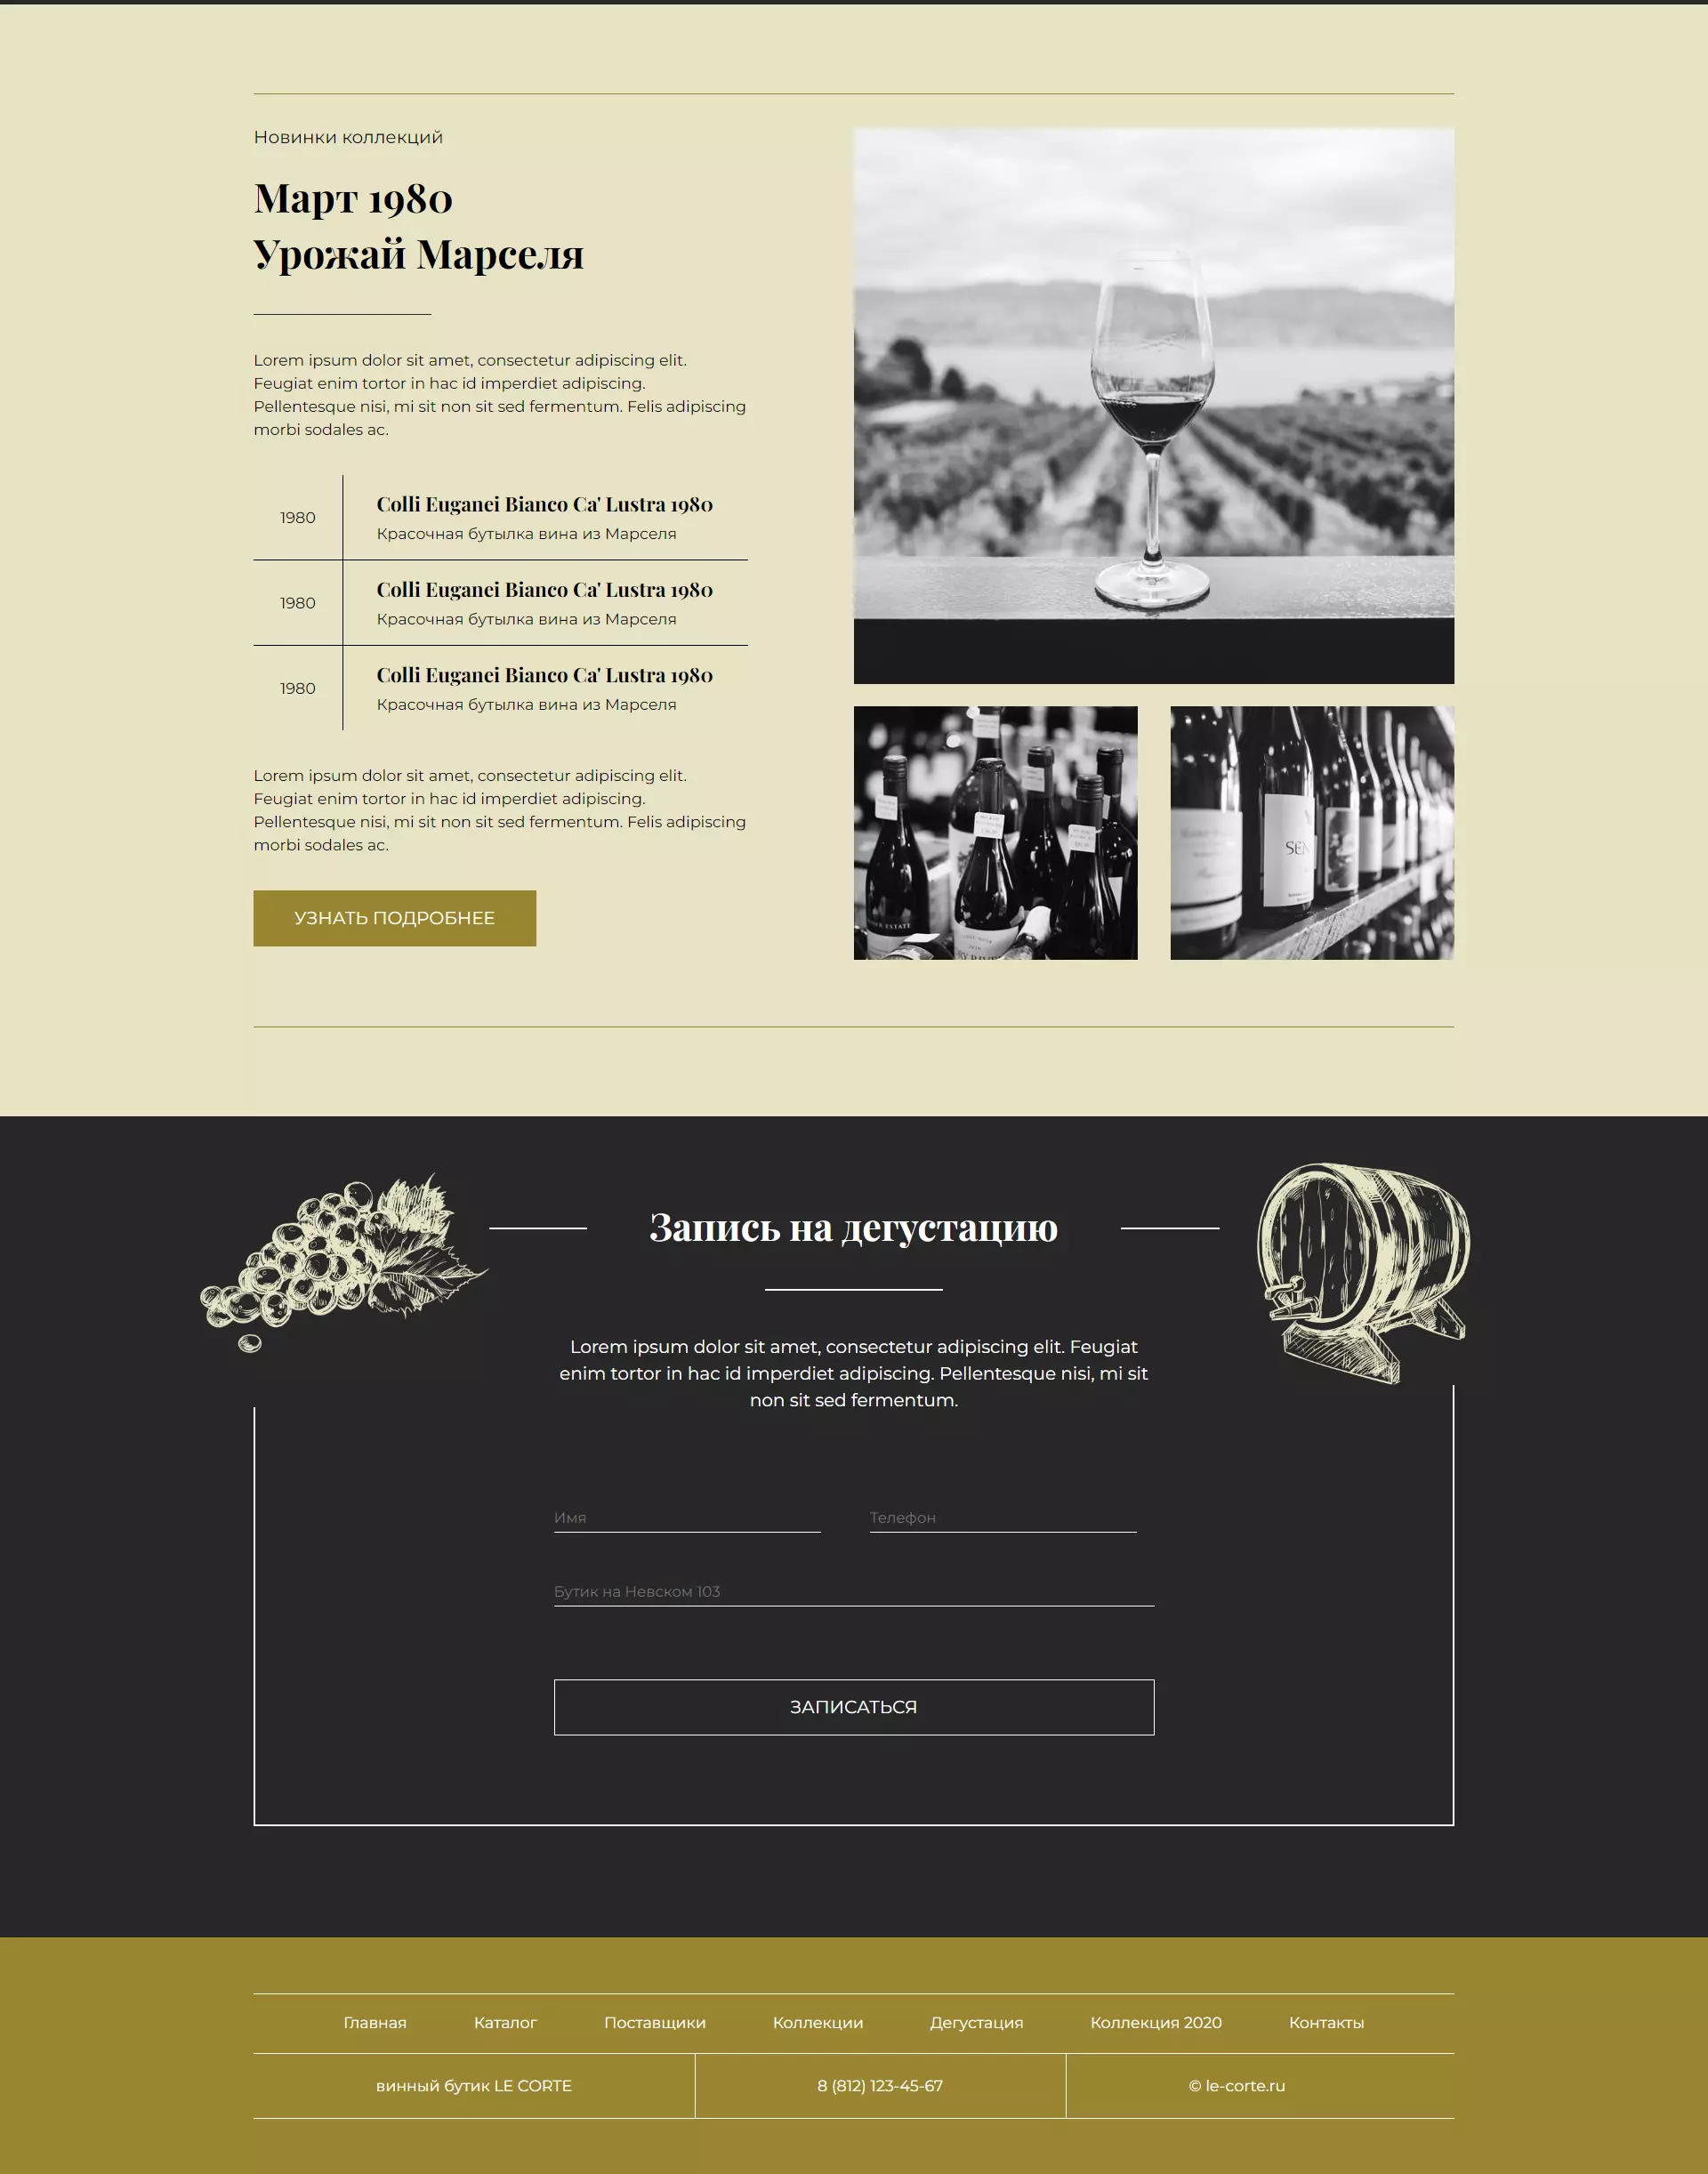 Новинки коллекций
Март 1980
Урожай Марселя
Lorem ipsum dolor sit amet, consectetur adipiscing elit.
Feugiat enim tortor in hac id imperdiet adipiscing.
Pellentesque nisi, mi sit non sit sed fermentum. Felis adipiscing
morbi sodales ac.
1980
Colli Euganei Bianco Ca' Lustra 1980
Красочная бутылка вина из Марселя
1980
Colli Euganei Bianco Ca' Lustra 1980
Красочная бутылка вина из Марселя
1980
Colli Euganei Bianco Ca' Lustra 1980
Красочная бутылка вина из Марселя
Lorem ipsum dolor sit amet, consectetur adipiscing elit.
Feugiat enim tortor in hac id imperdiet adipiscing.
Pellentesque nisi, mi sit non sit sed fermentum. Felis adipiscing
morbi sodales ac.
УЗНАТЬ ПОДРОБНЕЕ
ESTATE
Запись на дегустацию
Lorem ipsum dolor sit amet, consectetur adipiscing elit. Feugiat
enim tortor in hac id imperdiet adipiscing. Pellentesque nisi, mi sit
non sit sed fermentum.
Имя
Телефон
Бутик на Невском 103
ЗАПИСАТЬСЯ
Главная Каталог Поставщики Коллекции Дегустация Коллекция 2020 Контакты
винный бутик LE CORTE
8 (812) 123-45-67
© le-corte.ru